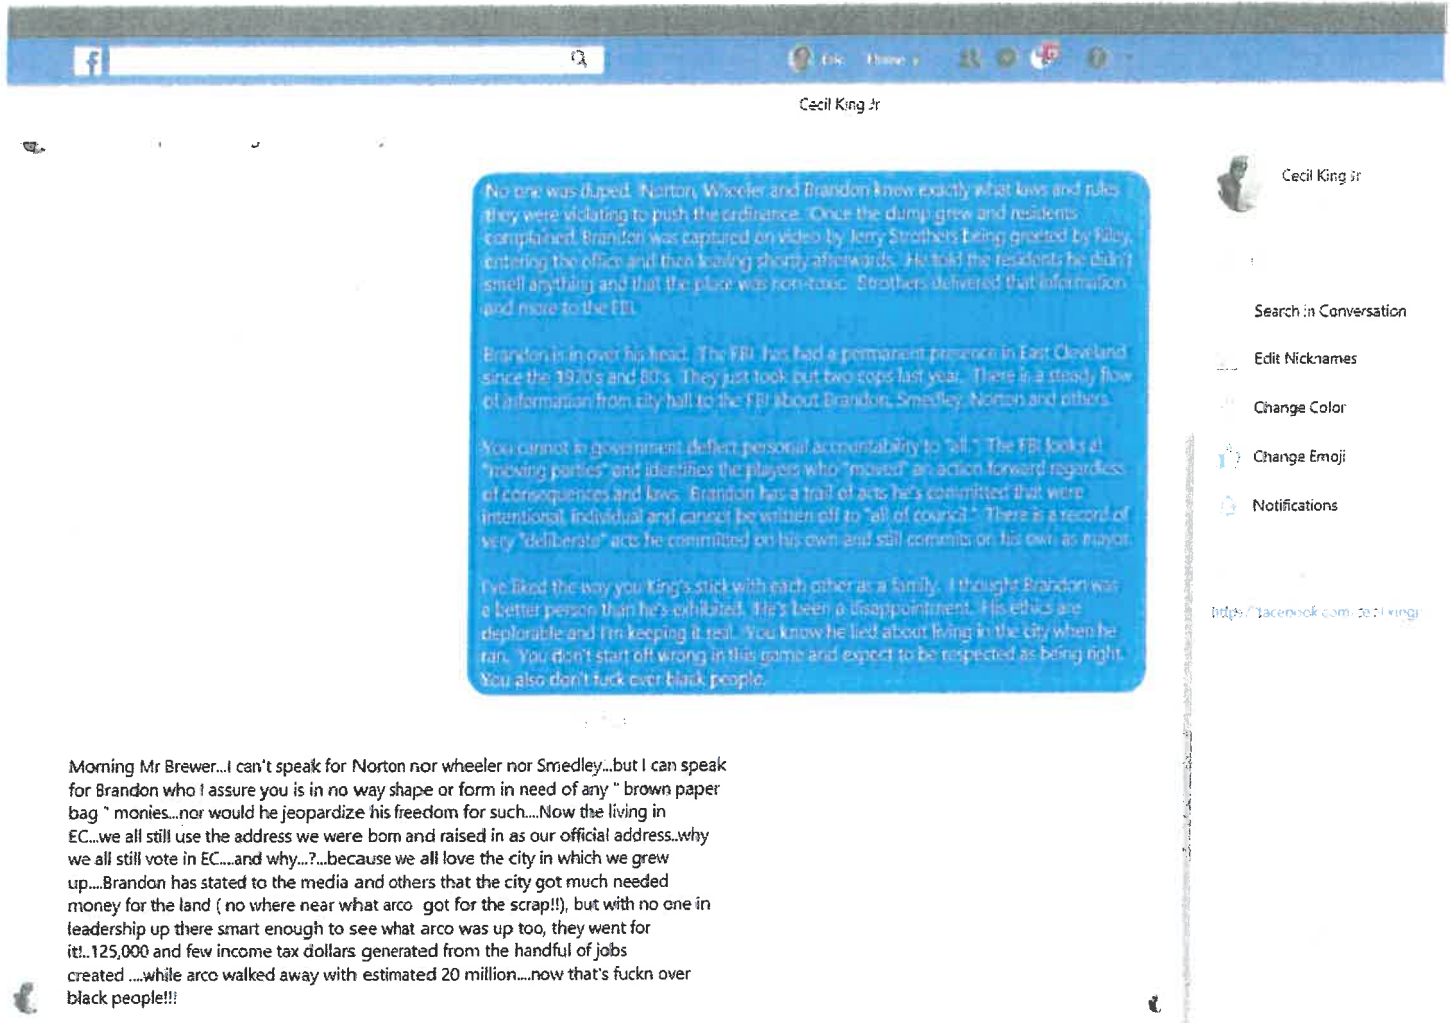 f
Eric Home
Cecil King Jr
Cecil King Jr
No one was duped. Norton, Wheeler and Brandon knew exactly what laws and rules
they were violating to push the ordinance. Once the dump grew and residents
complained Brandon was captured on video by Jerry Strothers being greeted by Riley,
entering the office and then leaving shortly afterwards. He told the residents he didn't
smell anything and that the place was non-toxic. Strothers delivered that information
and more to the FBI.
Brandon is in over his head. The FBI has had a permanent presence in East Cleveland
since the 1970's and 80's. They just took out two cops last year. There is a steady flow
of information from city hall to the FBI about Brandon, Smedley, Norton and others.
You cannot in government deflect personal accountability to "all." The FBI looks at
"moving parties" and identifies the players who "moved" an action forward regardless
of consequences and laws. Brandon has a trail of acts he's committed that were
intentional, individual and cannot be written off to "all of council." There is a record of
very "deliberate" acts he committed on his own and still commits on his own as mayor.
I've liked the way you King's stick with each other as a family. I thought Brandon was
a better person than he's exhibited. He's been a disappointment. His ethics are
deplorable and I'm keeping it real. You know he lied about living in the city when he
ran. You don't start off wrong in this game and expect to be respected as being right.
You also don't fuck over black people.
Search in Conversation
Edit Nicknames
Change Color
Change Emoji
Notifications
Morning Mr Brewer...I can't speak for Norton nor wheeler nor Smedley...but I can speak
for Brandon who I assure you is in no way shape or form in need of any " brown paper
bag " monies...nor would he jeopardize his freedom for such....Now the living in
EC...we all still use the address we were born and raised in as our official address..why
we all still vote in EC....and why...?...because we all love the city in which we grew
up....Brandon has stated to the media and others that the city got much needed
money for the land ( no where near what arco got for the scrap!!), but with no one in
leadership up there smart enough to see what arco was up too, they went for
it!..125,000 and few income tax dollars generated from the handful of jobs
created ....while arco walked away with estimated 20 million....now that's fuckn over
black people!!!